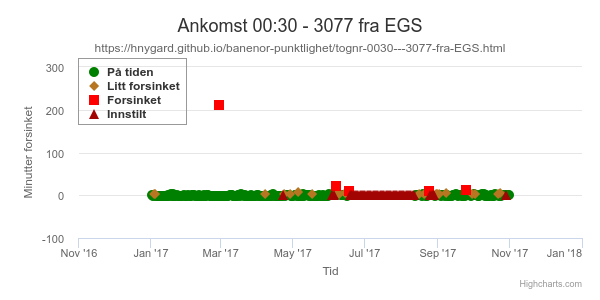 Ankomst 00:30 - 3077 fra EGS
https://hnygard.github.io/banenor-punktlighet/tognr-0030---3077-fra-EGS.html
På tiden
Litt forsinket
Forsinket
Innstilt
Minutter forsinket
300
200
100
0
-100
Nov '16 Jan '17 Mar '17 May '17 Jul '17 Sep '17 Nov '17 Jan '18
Tid
Highcharts.com